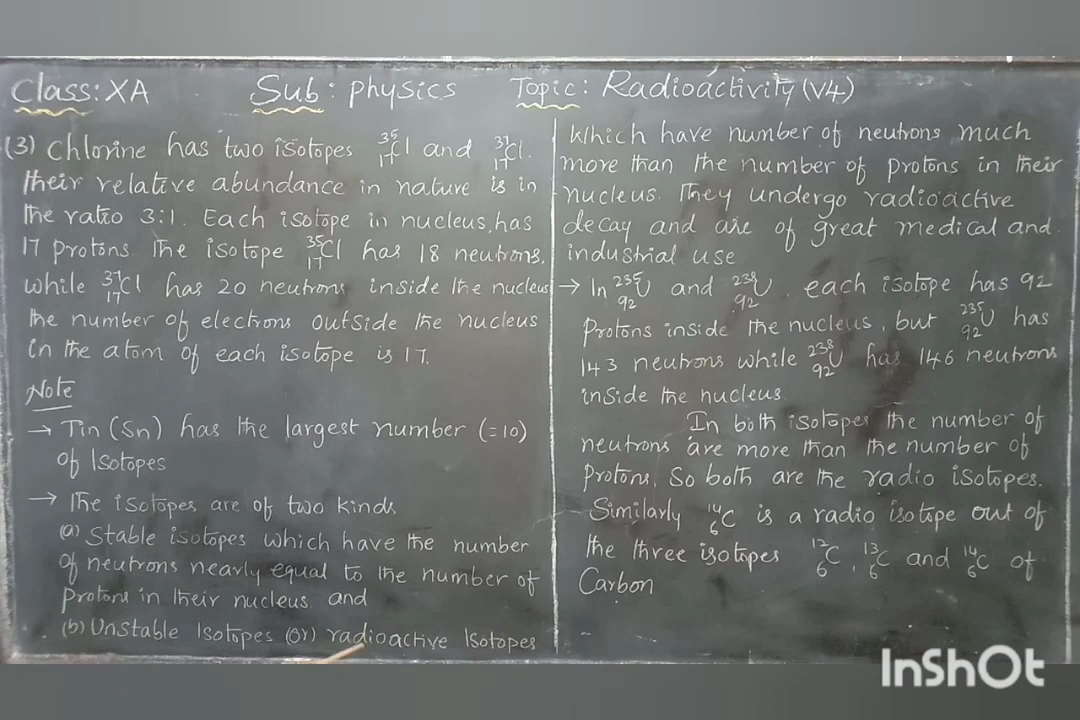 Class: XA Sub: Physics Topic: Radioactivity (V4)
(3) Chlorine has two isotopes ³⁵₁₇Cl and ³⁷₁₇Cl.
their relative abundance in nature is in
the ratio 3:1. Each isotope in nucleus, has
17 protons. The isotope ³⁵₁₇Cl has 18 neutrons,
while ³⁷₁₇Cl has 20 neutrons inside the nucleus
the number of electrons outside the nucleus
in the atom of each isotope is 17.
Note
→ Tin (Sn) has the largest number (=10)
of Isotopes
→ The isotopes are of two kinds
(a) Stable isotopes which have the number
of neutrons nearly equal to the number of
protons in their nucleus and
(b) Unstable Isotopes (or) radioactive Isotopes
Which have number of neutrons much
more than the number of protons in their
nucleus. They undergo radioactive
decay and are of great medical and
industrial use
→ In ²³⁵₉₂U and ²³⁸₉₂U, each isotope has 92
Protons inside the nucleus, but ²³⁵₉₂U has
143 neutrons while ²³⁸₉₂U has 146 neutrons
inside the nucleus.
In both isotopes the number of
neutrons are more than the number of
Protons. So both are the radio isotopes.
Similarly ¹⁴₆C is a radio isotope out of
the three isotopes ¹²₆C, ¹³₆C and ¹⁴₆C of
Carbon
InShOt